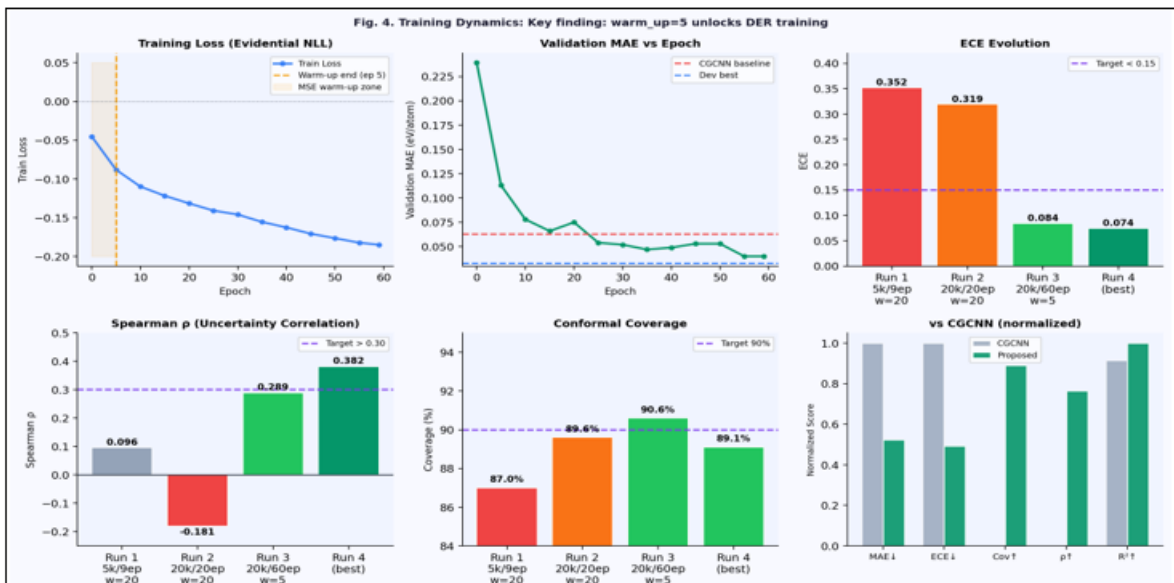 Fig. 4. Training Dynamics: Key finding: warm_up=5 unlocks DER training
Training Loss (Evidential NLL)
Train Loss
Warm-up end (ep 5)
MSE warm-up zone
0.05
0.00
−0.05
−0.10
−0.15
−0.20
Train Loss
0 10 20 30 40 50 60
Epoch
Validation MAE vs Epoch
CGCNN baseline
Dev best
0.225
0.200
0.175
0.150
0.125
0.100
0.075
0.050
Validation MAE (eV/atom)
0 10 20 30 40 50 60
Epoch
ECE Evolution
Target < 0.15
0.40
0.35
0.30
0.25
0.20
0.15
0.10
0.05
0.00
ECE
0.352
0.319
0.084
0.074
Run 1 Run 2 Run 3 Run 4
5k/9ep 20k/20ep 20k/60ep (best)
w=20 w=20 w=5
Spearman ρ (Uncertainty Correlation)
Target > 0.30
0.5
0.4
0.3
0.2
0.1
0.0
−0.1
−0.2
Spearman ρ
0.096
-0.181
0.289
0.382
Run 1 Run 2 Run 3 Run 4
5k/9ep 20k/20ep 20k/60ep (best)
w=20 w=20 w=5
Conformal Coverage
Target 90%
94
92
90
88
86
84
Coverage (%)
87.0%
89.6%
90.6%
89.1%
Run 1 Run 2 Run 3 Run 4
5k/9ep 20k/20ep 20k/60ep (best)
w=20 w=20 w=5
vs CGCNN (normalized)
CGCNN
Proposed
1.0
0.8
0.6
0.4
0.2
0.0
Normalized Score
MAE↓ ECE↓ Cov↑ ρ↑ R²↑